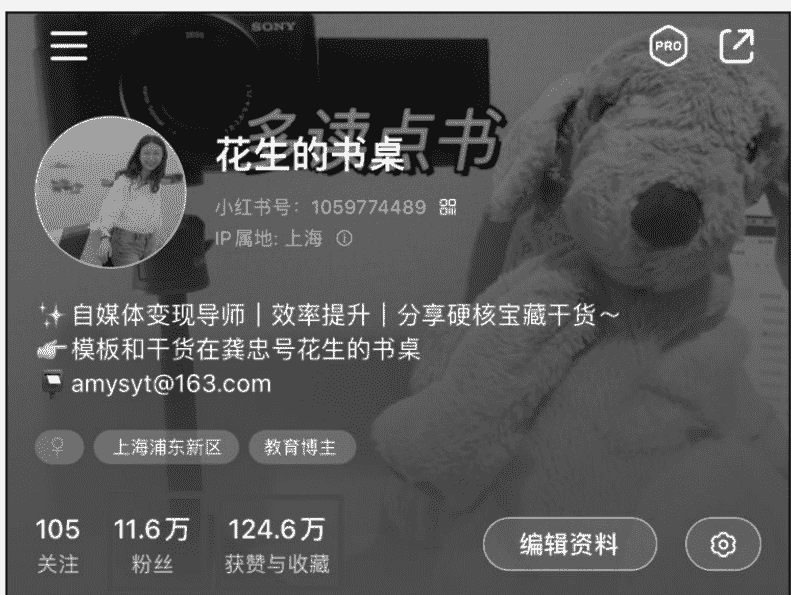 SONY
PRO
多读点书
花生的书桌
小红书号：1059774489
IP属地：上海
自媒体变现导师｜效率提升｜分享硬核宝藏干货～
模板和干货在龚忠号花生的书桌
amysyt@163.com
上海浦东新区 教育博主
105 11.6万 124.6万
关注 粉丝 获赞与收藏 编辑资料